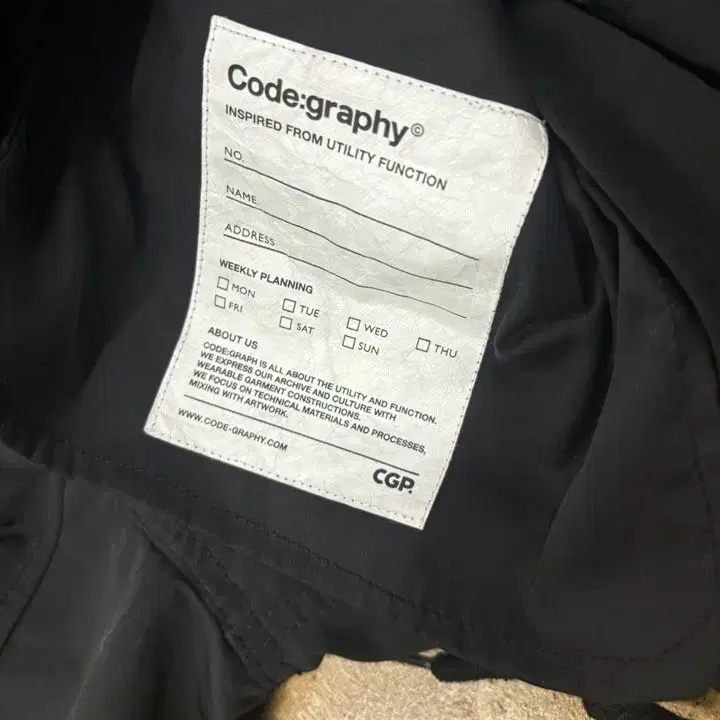 Code:graphy©
INSPIRED FROM UTILITY FUNCTION
NO.
NAME
ADDRESS
WEEKLY PLANNING
MON TUE WED THU
FRI SAT SUN
ABOUT US
CODE:GRAPH IS ALL ABOUT THE UTILITY AND FUNCTION.
WE EXPRESS OUR ARCHIVE AND CULTURE WITH
WEARABLE GARMENT CONSTRUCTIONS.
WE FOCUS ON TECHNICAL MATERIALS AND PROCESSES,
MIXING WITH ARTWORK.
WWW.CODE-GRAPHY.COM
CGP.